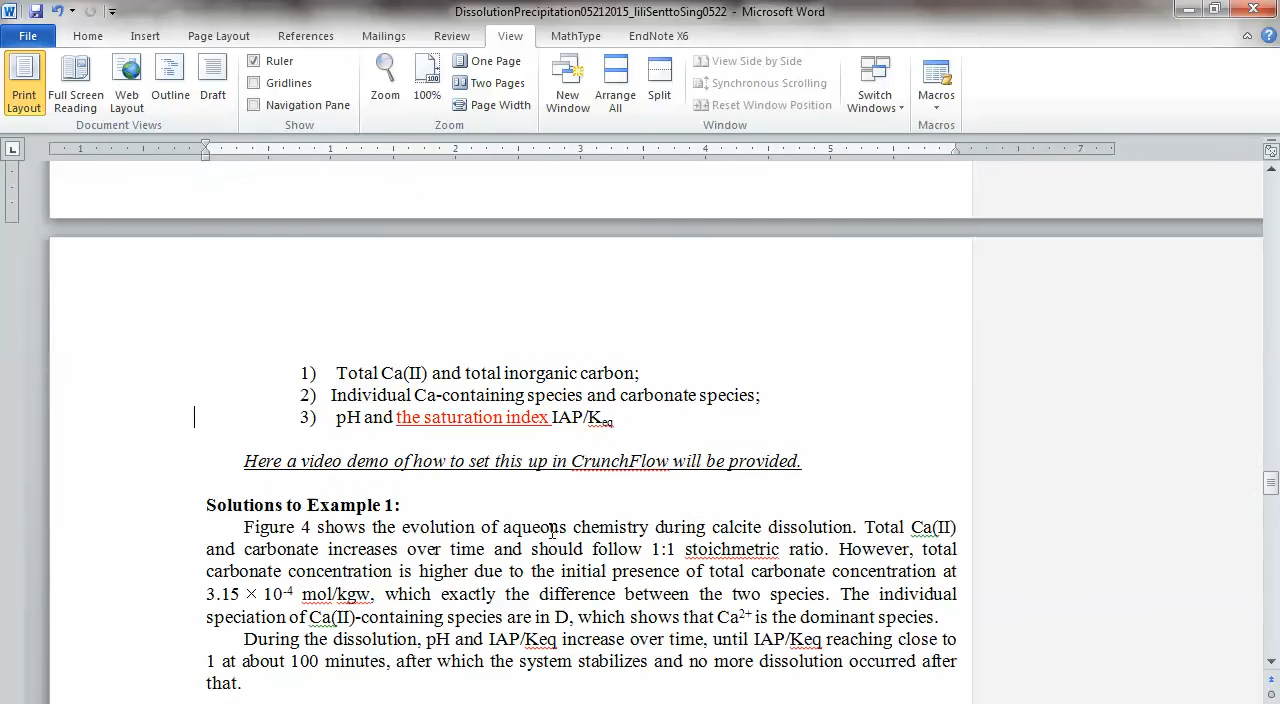 DissolutionPrecipitation05212015_liliSenttoSing0522 - Microsoft Word
File Home Insert Page Layout References Mailings Review View MathType EndNote X6
Print Layout
Full Screen Reading
Web Layout
Outline
Draft
Document Views
Ruler
Gridlines
Navigation Pane
Show
Zoom
100%
One Page
Two Pages
Page Width
Zoom
New Window
Arrange All
Split
View Side by Side
Synchronous Scrolling
Reset Window Position
Window
Switch Windows
Macros
Macros
1 1 2 3 4 5 7
1) Total Ca(II) and total inorganic carbon;
2) Individual Ca-containing species and carbonate species;
3) pH and the saturation index IAP/Keq
Here a video demo of how to set this up in CrunchFlow will be provided.
Solutions to Example 1:
Figure 4 shows the evolution of aqueous chemistry during calcite dissolution. Total Ca(II)
and carbonate increases over time and should follow 1:1 stoichmetric ratio. However, total
carbonate concentration is higher due to the initial presence of total carbonate concentration at
3.15 × 10⁻⁴ mol/kgw, which exactly the difference between the two species. The individual
speciation of Ca(II)-containing species are in D, which shows that Ca²⁺ is the dominant species.
During the dissolution, pH and IAP/Keq increase over time, until IAP/Keq reaching close to
1 at about 100 minutes, after which the system stabilizes and no more dissolution occurred after
that.